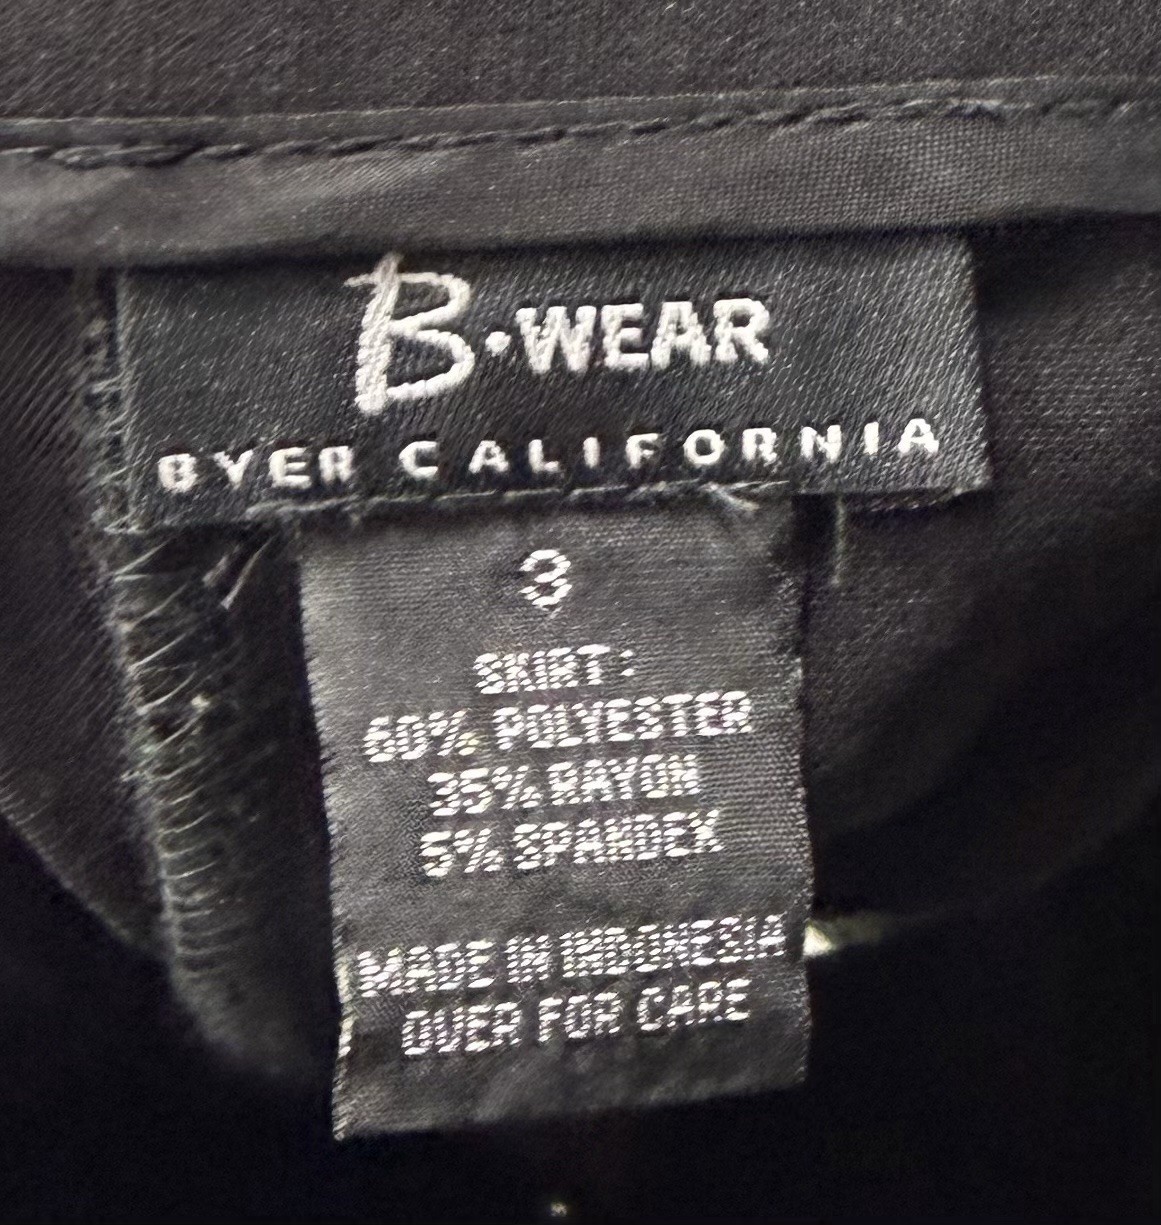 B•WEAR
BYER CALIFORNIA
3
SKIRT:
60% POLYESTER
35% RAYON
5% SPANDEX
MADE IN INDONESIA
OVER FOR CARE